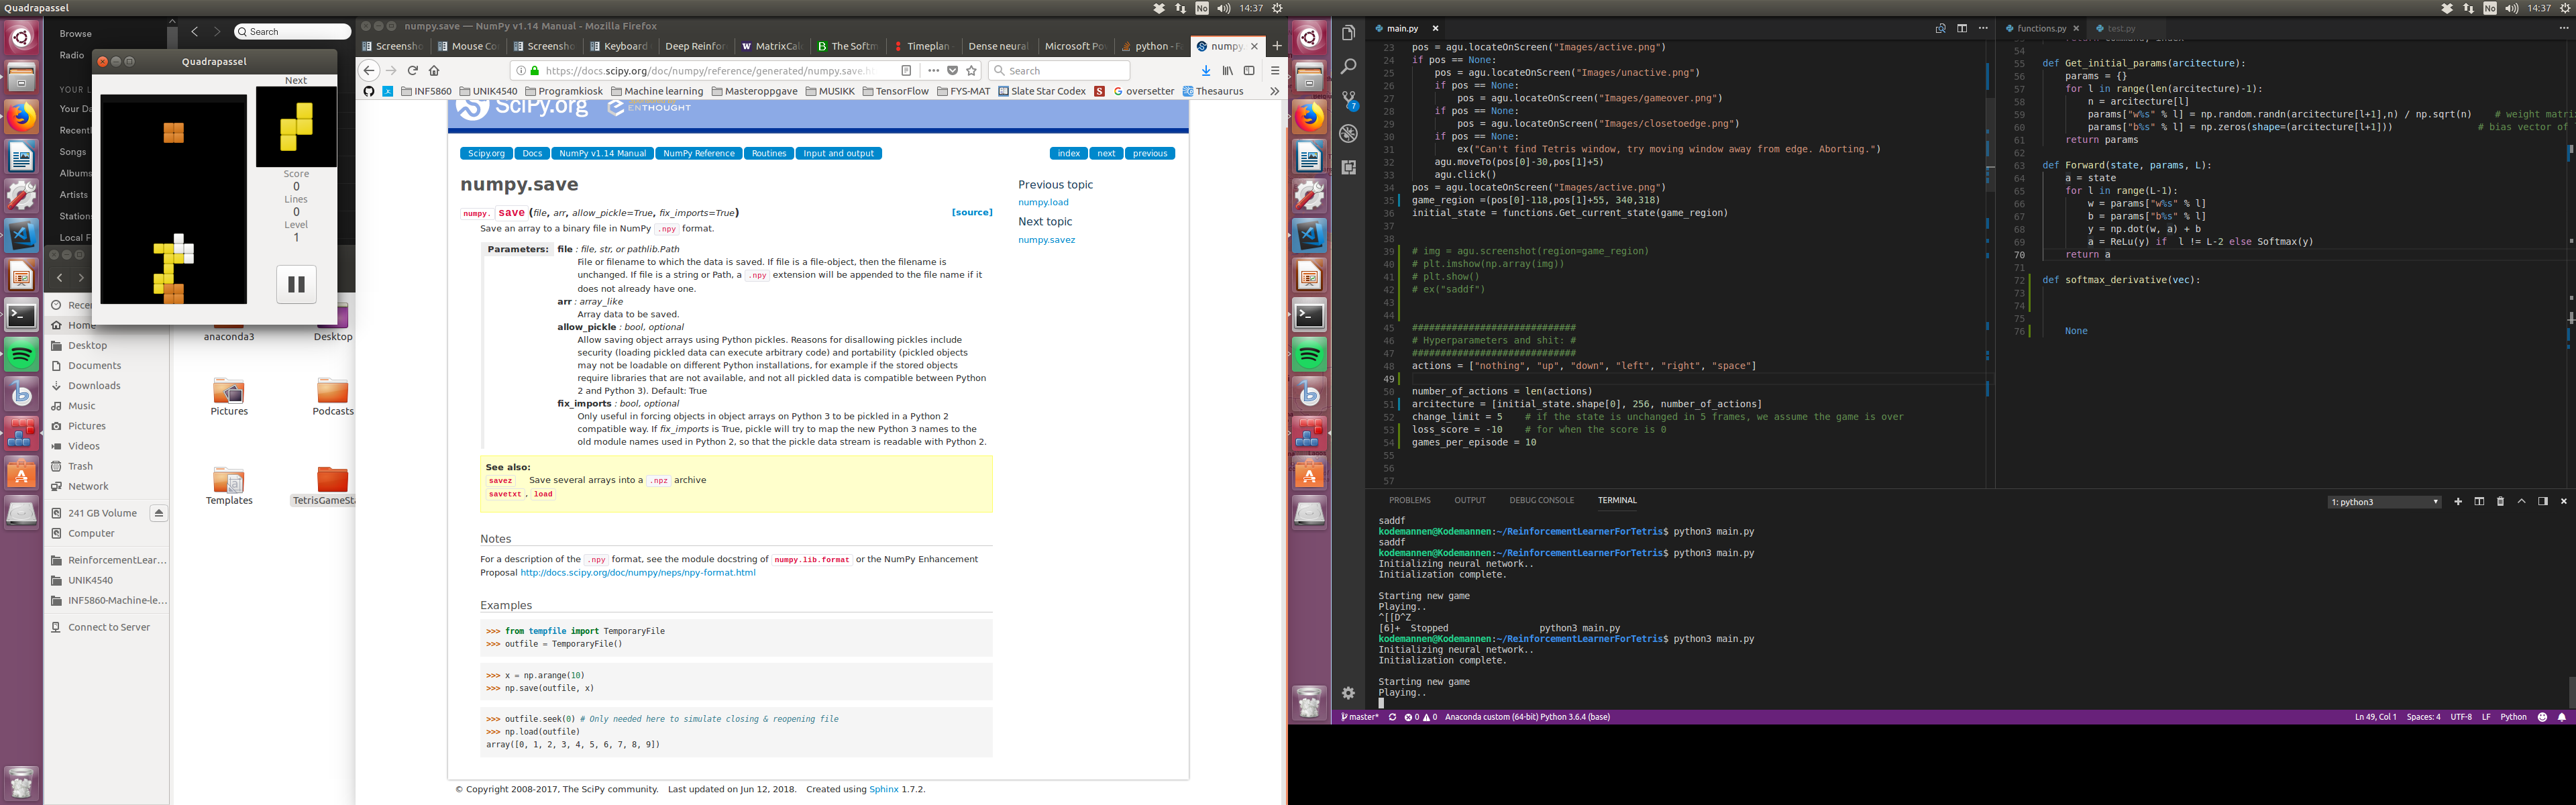 Quadrapassel
No
14:37
No
14:37
Browse
Radio
YOUR L
Your Da
Recent
Songs
Albums
Artists
Station
Local F
Search
Quadrapassel
Next
Score
0
Lines
0
Level
1
Recen
Home
Desktop
Documents
Downloads
Music
Pictures
Videos
Trash
Network
241 GB Volume
Computer
ReinforcementLear…
UNIK4540
INF5860-Machine-le…
Connect to Server
anaconda3
Desktop
Pictures
Podcasts
Templates
TetrisGameSta
numpy.save — NumPy v1.14 Manual - Mozilla Firefox
Screensho
Mouse Co
Screensho
Keyboard
Deep Reinfor
MatrixCal
The Softm
Timeplan
Dense neural
Microsoft Po
python - F
numpy.
https://docs.scipy.org/doc/numpy/reference/generated/numpy.save.h
Search
INF5860
UNIK4540
Programkiosk
Machine learning
Masteroppgave
MUSIKK
TensorFlow
FYS-MAT
Slate Star Codex
oversetter
Thesaurus
SciPy.org
ENTHOUGHT
Scipy.org
Docs
NumPy v1.14 Manual
NumPy Reference
Routines
Input and output
index
next
previous
numpy.save
numpy.save(file, arr, allow_pickle=True, fix_imports=True)
[source]
Save an array to a binary file in NumPy .npy format.
Parameters: file : file, str, or pathlib.Path
File or filename to which the data is saved. If file is a file-object, then the filename is
unchanged. If file is a string or Path, a .npy extension will be appended to the file name if it
does not already have one.
arr : array_like
Array data to be saved.
allow_pickle : bool, optional
Allow saving object arrays using Python pickles. Reasons for disallowing pickles include
security (loading pickled data can execute arbitrary code) and portability (pickled objects
may not be loadable on different Python installations, for example if the stored objects
require libraries that are not available, and not all pickled data is compatible between Python
2 and Python 3). Default: True
fix_imports : bool, optional
Only useful in forcing objects in object arrays on Python 3 to be pickled in a Python 2
compatible way. If fix_imports is True, pickle will try to map the new Python 3 names to the
old module names used in Python 2, so that the pickle data stream is readable with Python 2.
See also:
savez Save several arrays into a .npz archive
savetxt, load
Notes
For a description of the .npy format, see the module docstring of numpy.lib.format or the NumPy Enhancement
Proposal http://docs.scipy.org/doc/numpy/neps/npy-format.html
Examples
>>> from tempfile import TemporaryFile
>>> outfile = TemporaryFile()
>>> x = np.arange(10)
>>> np.save(outfile, x)
>>> outfile.seek(0) # Only needed here to simulate closing & reopening file
>>> np.load(outfile)
array([0, 1, 2, 3, 4, 5, 6, 7, 8, 9])
Previous topic
numpy.load
Next topic
numpy.savez
© Copyright 2008-2017, The SciPy community. Last updated on Jun 12, 2018. Created using Sphinx 1.7.2.
main.py
23 pos = agu.locateOnScreen("Images/active.png")
24 if pos == None:
25 pos = agu.locateOnScreen("Images/unactive.png")
26 if pos == None:
27 pos = agu.locateOnScreen("Images/gameover.png")
28 if pos == None:
29 pos = agu.locateOnScreen("Images/closetoedge.png")
30 if pos == None:
31 ex("Can't find Tetris window, try moving window away from edge. Aborting.")
32 agu.moveTo(pos[0]-30,pos[1]+5)
33 agu.click()
34 pos = agu.locateOnScreen("Images/active.png")
35 game_region =(pos[0]-118,pos[1]+55, 340,318)
36 initial_state = functions.Get_current_state(game_region)
37
38
39 # img = agu.screenshot(region=game_region)
40 # plt.imshow(np.array(img))
41 # plt.show()
42 # ex("saddf")
43
44
45 #############################
46 # Hyperparameters and shit: #
47 #############################
48 actions = ["nothing", "up", "down", "left", "right", "space"]
49
50 number_of_actions = len(actions)
51 arcitecture = [initial_state.shape[0], 256, number_of_actions]
52 change_limit = 5 # if the state is unchanged in 5 frames, we assume the game is over
53 loss_score = -10 # for when the score is 0
54 games_per_episode = 10
55
56
57
functions.py
test.py
54
55 def Get_initial_params(arcitecture):
56 params = {}
57 for l in range(len(arcitecture)-1):
58 n = arcitecture[l]
59 params["w%s" % l] = np.random.randn(arcitecture[l+1],n) / np.sqrt(n) # weight matrix
60 params["b%s" % l] = np.zeros(shape=(arcitecture[l+1])) # bias vector of l
61 return params
62
63 def Forward(state, params, L):
64 a = state
65 for l in range(L-1):
66 w = params["w%s" % l]
67 b = params["b%s" % l]
68 y = np.dot(w, a) + b
69 a = ReLu(y) if l != L-2 else Softmax(y)
70 return a
71
72 def softmax_derivative(vec):
73
74
75
76 None
PROBLEMS
OUTPUT
DEBUG CONSOLE
TERMINAL
1: python3
saddf
kodemannen@Kodemannen:~/ReinforcementLearnerForTetris$ python3 main.py
saddf
kodemannen@Kodemannen:~/ReinforcementLearnerForTetris$ python3 main.py
Initializing neural network..
Initialization complete.
Starting new game
Playing..
^[[D^Z
[6]+ Stopped python3 main.py
kodemannen@Kodemannen:~/ReinforcementLearnerForTetris$ python3 main.py
Initializing neural network..
Initialization complete.
Starting new game
Playing..
master*
0
0
Anaconda custom (64-bit) Python 3.6.4 (base)
Ln 49, Col 1
Spaces: 4
UTF-8
LF
Python